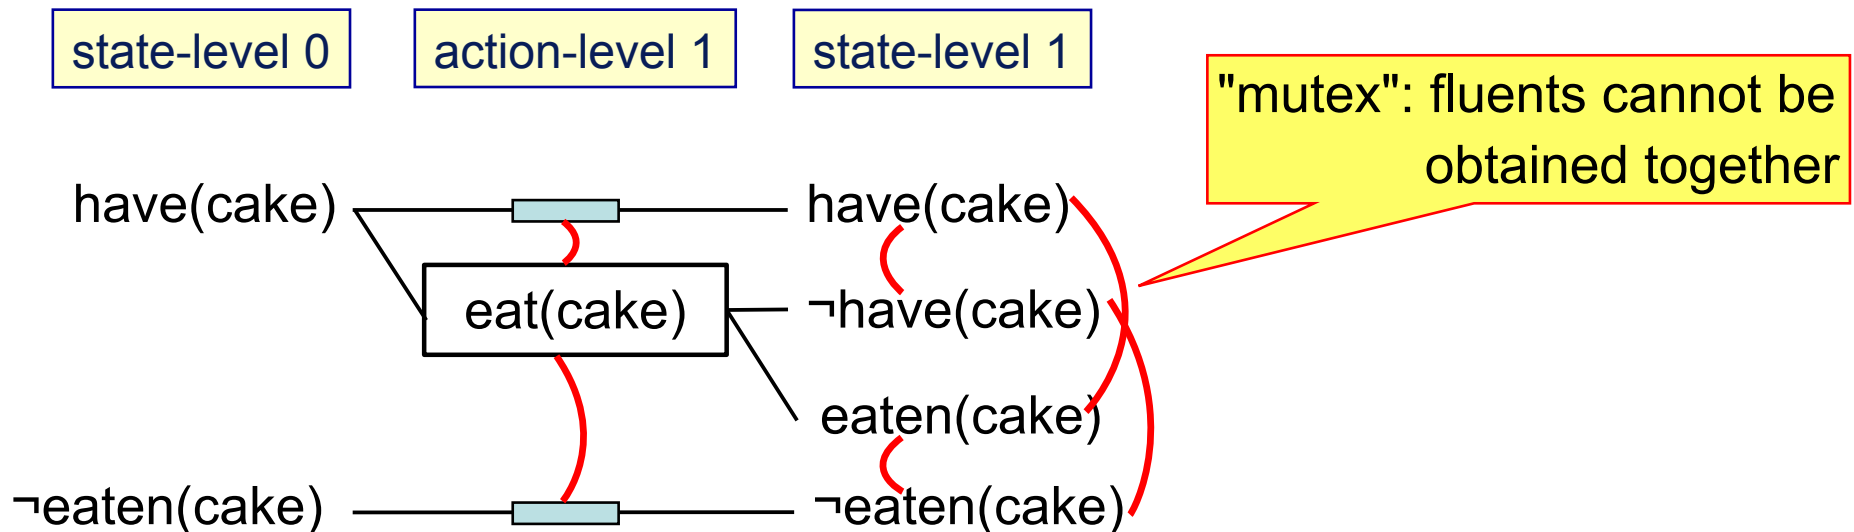 state-level 0 action-level 1 state-level 1
"mutex": fluents cannot be
obtained together
have(cake) have(cake)
eat(cake) ¬have(cake)
eaten(cake)
¬eaten(cake) ¬eaten(cake)